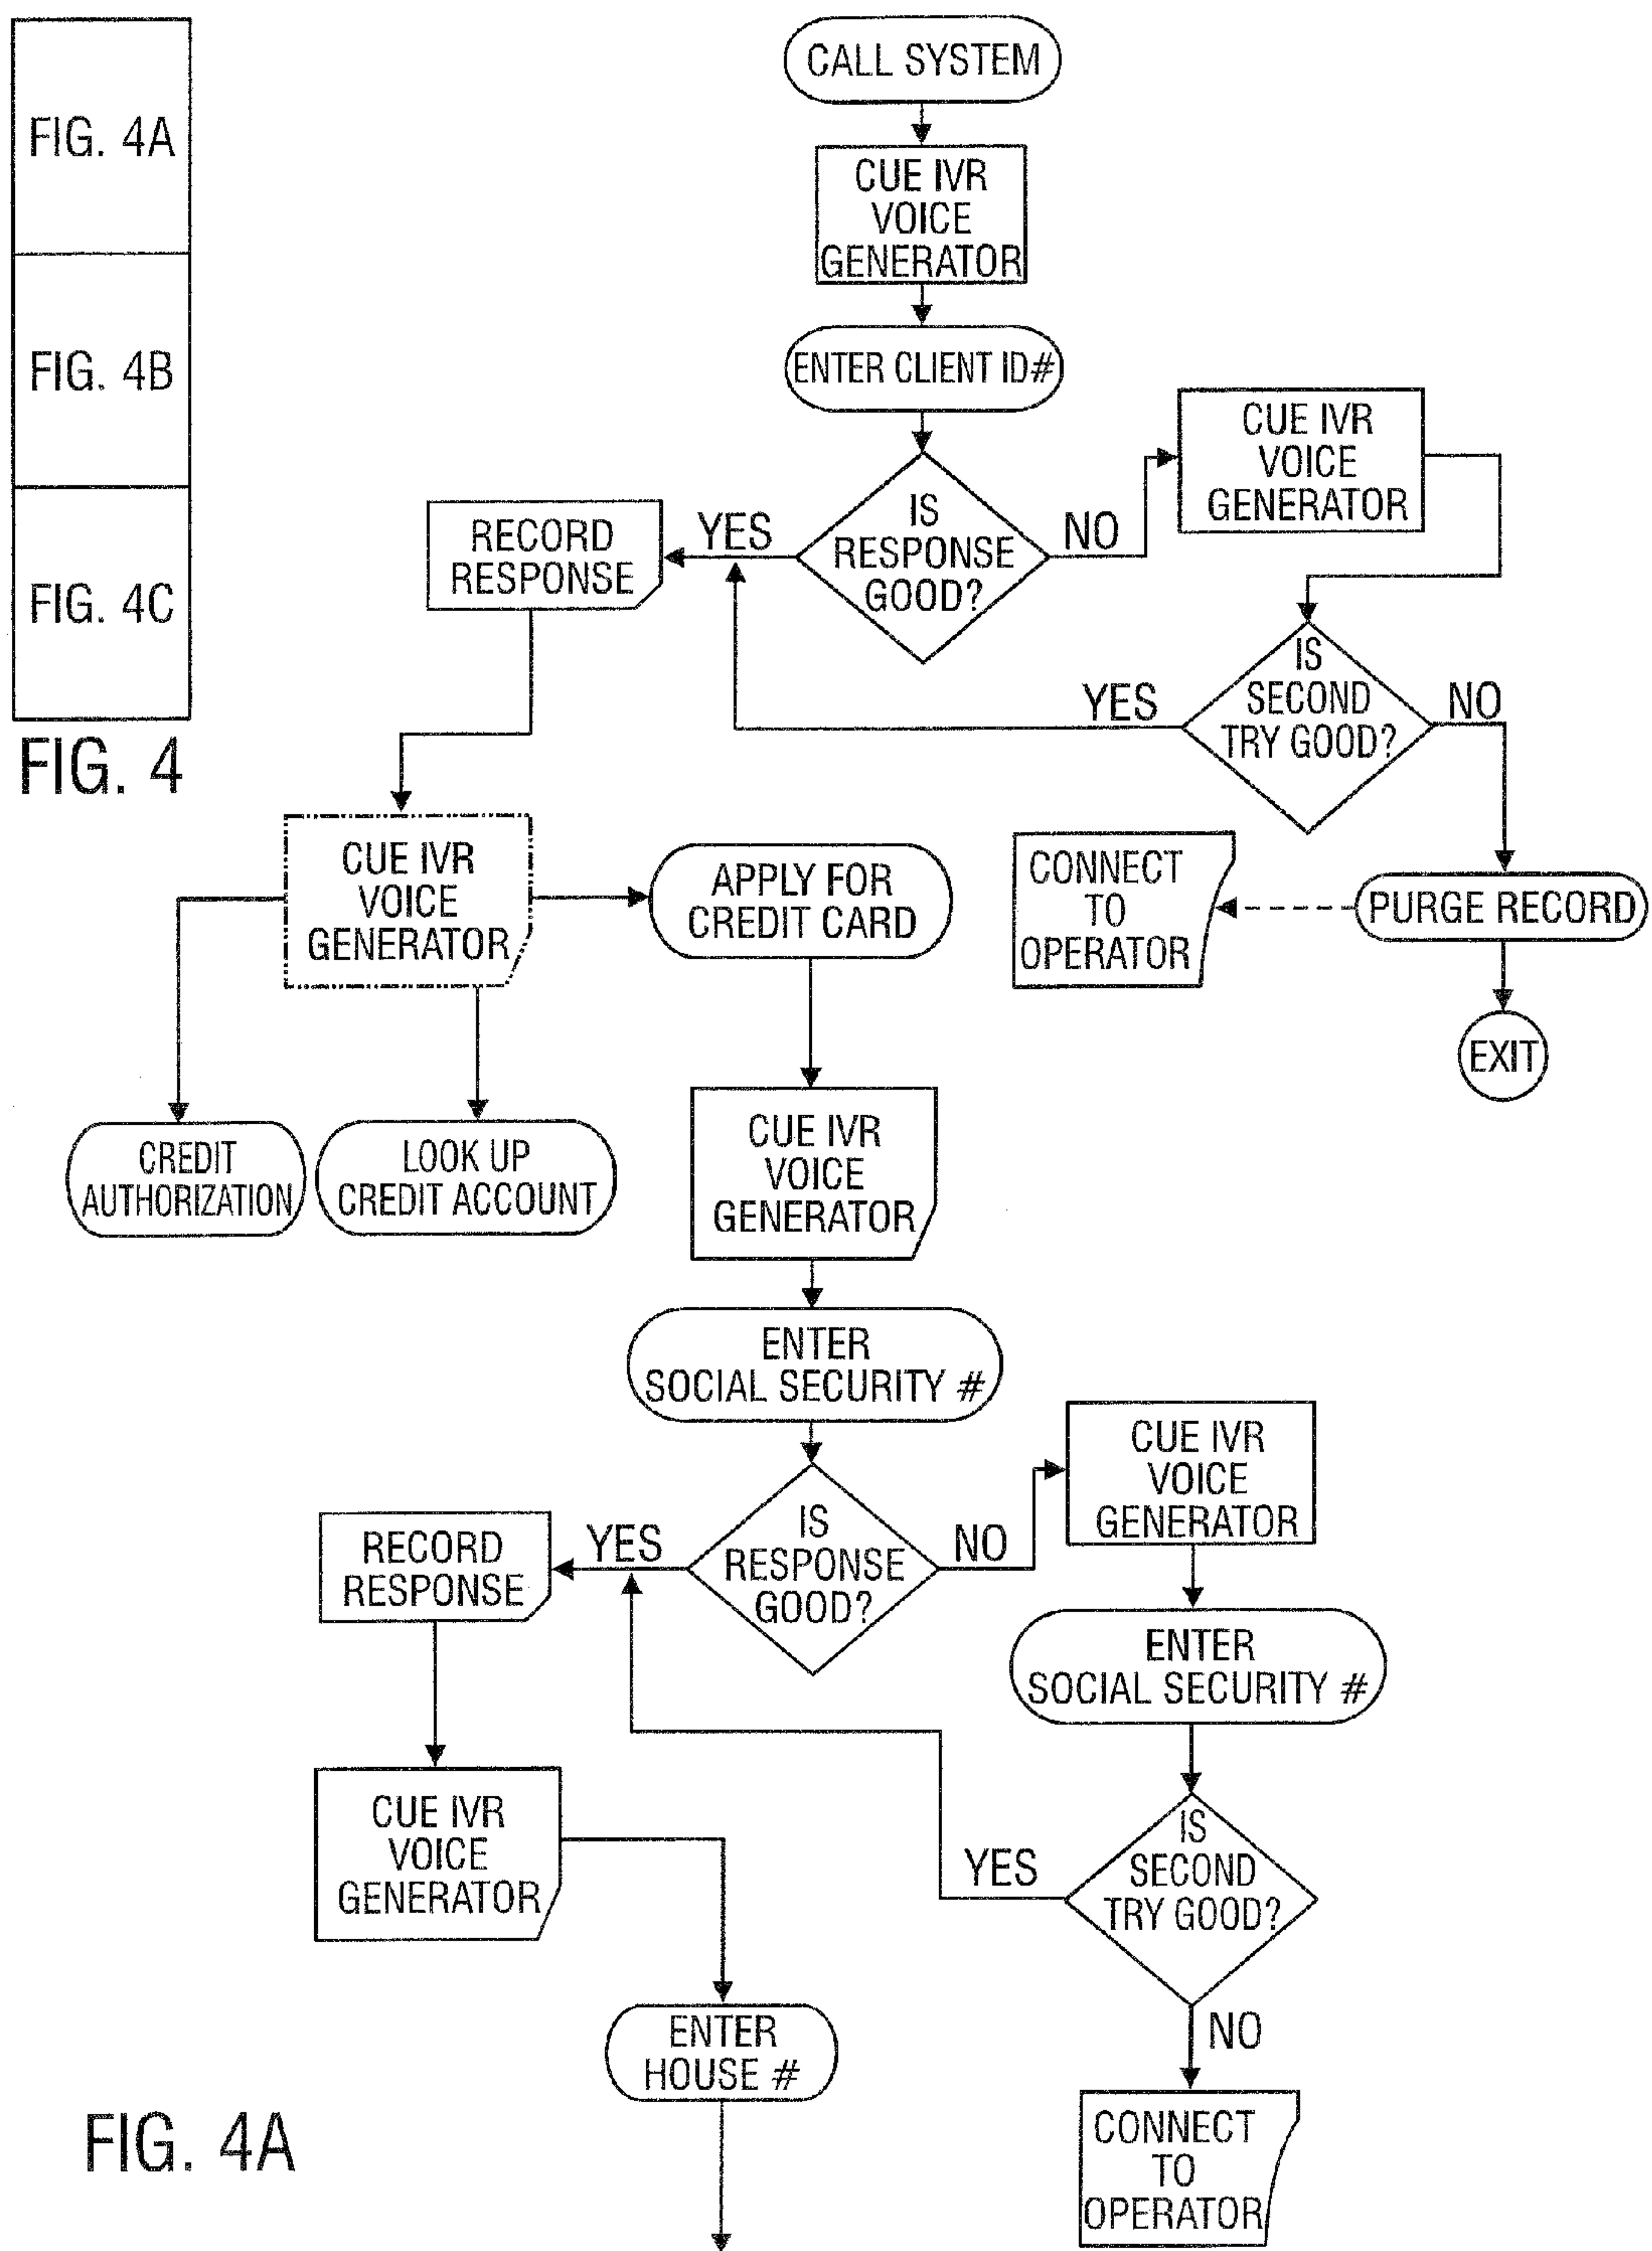 FIG. 4A
FIG. 4B
FIG. 4C
FIG. 4
CALL SYSTEM
CUE IVR
VOICE
GENERATOR
ENTER CLIENT ID#
IS
RESPONSE
GOOD?
YES
NO
RECORD
RESPONSE
CUE IVR
VOICE
GENERATOR
IS
SECOND
TRY GOOD?
YES
NO
PURGE RECORD
CONNECT
TO
OPERATOR
EXIT
CUE IVR
VOICE
GENERATOR
APPLY FOR
CREDIT CARD
CREDIT
AUTHORIZATION
LOOK UP
CREDIT ACCOUNT
CUE IVR
VOICE
GENERATOR
ENTER
SOCIAL SECURITY #
IS
RESPONSE
GOOD?
YES
NO
RECORD
RESPONSE
CUE IVR
VOICE
GENERATOR
ENTER
SOCIAL SECURITY #
IS
SECOND
TRY GOOD?
YES
NO
CONNECT
TO
OPERATOR
CUE IVR
VOICE
GENERATOR
ENTER
HOUSE #
FIG. 4A